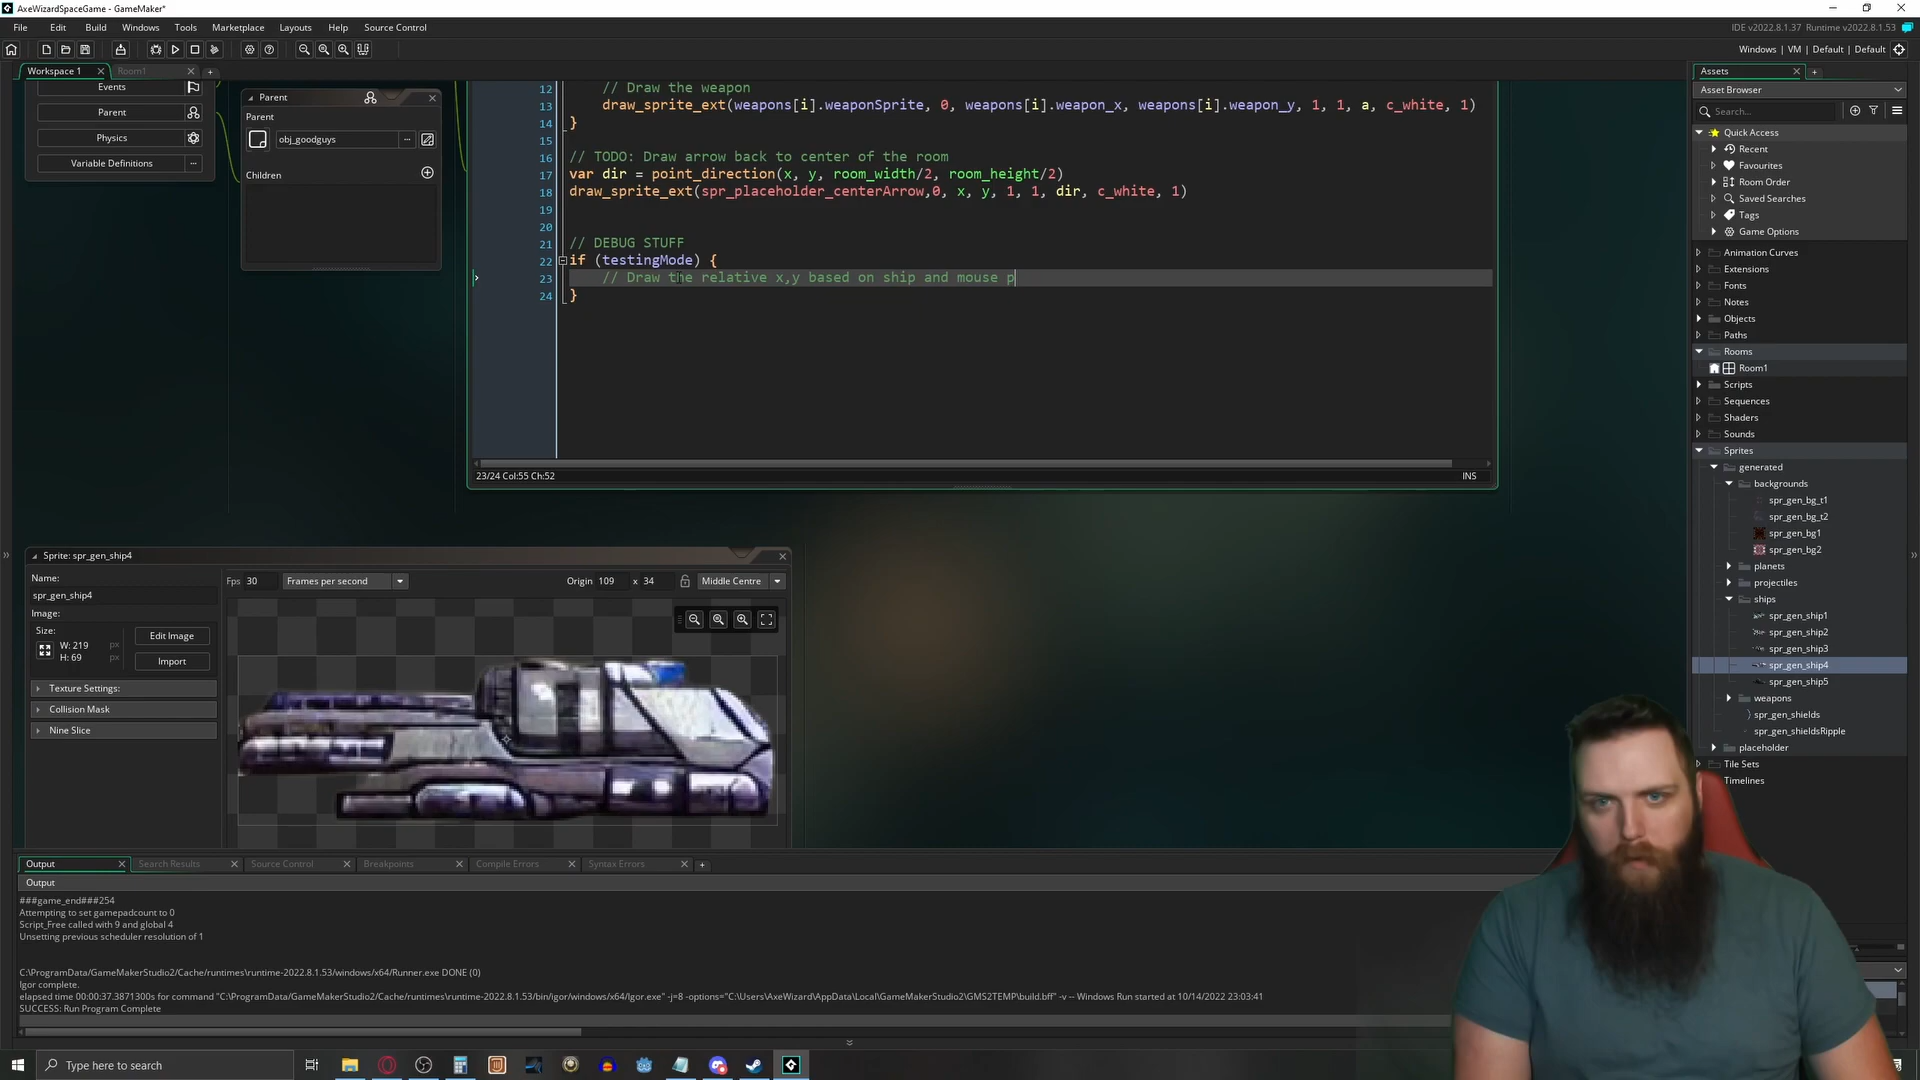 AxeWizardSpaceGame - GameMaker*
File Edit Build Windows Tools Marketplace Layouts Help Source Control
IDE v2022.8.1.37 Runtime v2022.8.1.53
Windows | VM | Default | Default
Workspace 1
Room1
Events
Parent
Physics
Variable Definitions
Parent
Parent
obj_goodguys
Children
12 // Draw the weapon
13 draw_sprite_ext(weapons[i].weaponSprite, 0, weapons[i].weapon_x, weapons[i].weapon_y, 1, 1, a, c_white, 1)
14 }
15
16 // TODO: Draw arrow back to center of the room
17 var dir = point_direction(x, y, room_width/2, room_height/2)
18 draw_sprite_ext(spr_placeholder_centerArrow,0, x, y, 1, 1, dir, c_white, 1)
19
20
21 // DEBUG STUFF
22 if (testingMode) {
23 // Draw the relative x,y based on ship and mouse p
24 }
23/24 Col:55 Ch:52
INS
Assets
Asset Browser
Search...
Quick Access
Recent
Favourites
Room Order
Saved Searches
Tags
Game Options
Animation Curves
Extensions
Fonts
Notes
Objects
Paths
Rooms
Room1
Scripts
Sequences
Shaders
Sounds
Sprites
generated
backgrounds
spr_gen_bg_t1
spr_gen_bg_t2
spr_gen_bg1
spr_gen_bg2
planets
projectiles
ships
spr_gen_ship1
spr_gen_ship2
spr_gen_ship3
spr_gen_ship4
spr_gen_ship5
weapons
spr_gen_shields
spr_gen_shieldsRipple
placeholder
Tile Sets
Timelines
Sprite: spr_gen_ship4
Name:
spr_gen_ship4
Image:
Size:
W: 219 px
H: 69 px
Edit Image
Import
Texture Settings:
Collision Mask
Nine Slice
Fps 30 Frames per second
Origin 109 x 34
Middle Centre
Output
Search Results
Source Control
Breakpoints
Compile Errors
Syntax Errors
Output
###game_end###254
Attempting to set gamepadcount to 0
Script_Free called with 9 and global 4
Unsetting previous scheduler resolution of 1
C:\ProgramData/GameMakerStudio2/Cache/runtimes\runtime-2022.8.1.53/windows/x64/Runner.exe DONE (0)
Igor complete.
elapsed time 00:00:37.3871300s for command "C:\ProgramData/GameMakerStudio2/Cache/runtimes\runtime-2022.8.1.53/bin/igor/windows/x64/Igor.exe" -j=8 -options="C:\Users\AxeWizard\AppData\Local\GameMakerStudio2\GMS2TEMP\build.bff" -v -- Windows Run started at 10/14/2022 23:03:41
SUCCESS: Run Program Complete
Type here to search